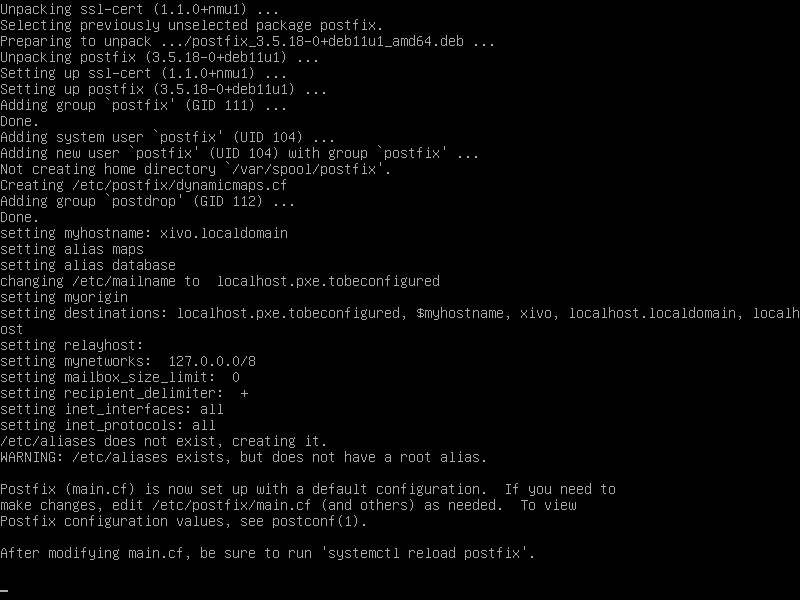 Unpacking ssl-cert (1.1.0+nmu1) ...
Selecting previously unselected package postfix.
Preparing to unpack .../postfix_3.5.18-0+deb11u1_amd64.deb ...
Unpacking postfix (3.5.18-0+deb11u1) ...
Setting up ssl-cert (1.1.0+nmu1) ...
Setting up postfix (3.5.18-0+deb11u1) ...
Adding group `postfix' (GID 111) ...
Done.
Adding system user `postfix' (UID 104) ...
Adding new user `postfix' (UID 104) with group `postfix' ...
Not creating home directory `/var/spool/postfix'.
Creating /etc/postfix/dynamicmaps.cf
Adding group `postdrop' (GID 112) ...
Done.
setting myhostname: xivo.localdomain
setting alias maps
setting alias database
changing /etc/mailname to  localhost.pxe.tobeconfigured
setting myorigin
setting destinations: localhost.pxe.tobeconfigured, $myhostname, xivo, localhost.localdomain, localh
ost
setting relayhost:
setting mynetworks:  127.0.0.0/8
setting mailbox_size_limit:  0
setting recipient_delimiter:  +
setting inet_interfaces: all
setting inet_protocols: all
/etc/aliases does not exist, creating it.
WARNING: /etc/aliases exists, but does not have a root alias.

Postfix (main.cf) is now set up with a default configuration.  If you need to
make changes, edit /etc/postfix/main.cf (and others) as needed.  To view
Postfix configuration values, see postconf(1).

After modifying main.cf, be sure to run 'systemctl reload postfix'.